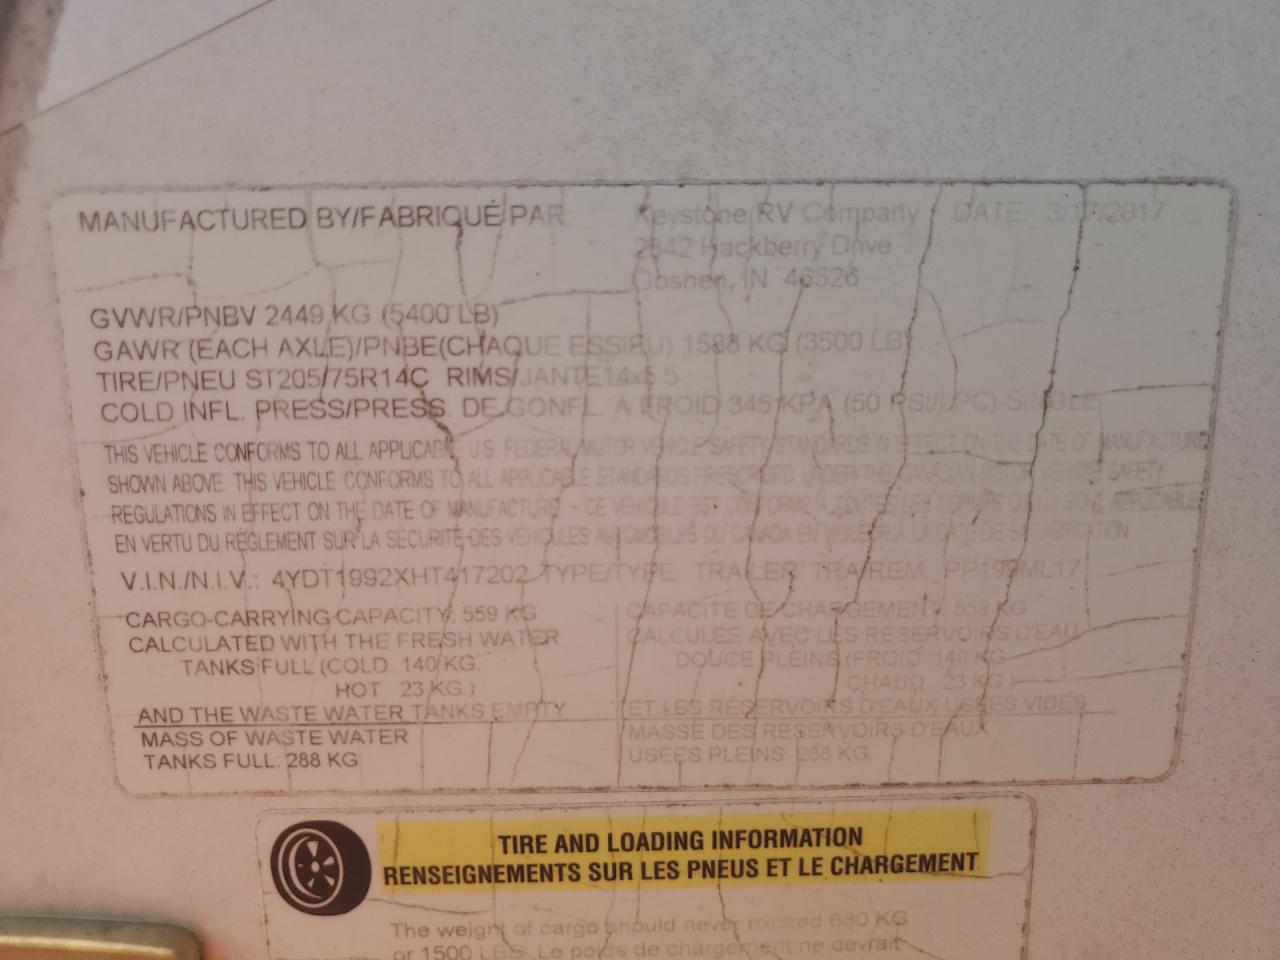 MANUFACTURED BY/FABRIQUÉ PAR: Keystone RV Company DATE 3/17/2017
2642 Hackberry Drive
Goshen, IN 46526
GVWR/PNBV 2449 KG (5400 LB)
GAWR (EACH AXLE)/PNBE(CHAQUE ESSIEU) 1588 KG (3500 LB)
TIRE/PNEU ST205/75R14C RIMS/JANTE14x5.5
COLD INFL. PRESS/PRESS. DE GONFL. A FROID 345 KPA (50 PSI/LPC) SINGLE
THIS VEHICLE CONFORMS TO ALL APPLICABLE U.S. FEDERAL MOTOR VEHICLE SAFETY STANDARDS IN EFFECT ON THE DATE OF MANUFACTURE
SHOWN ABOVE. THIS VEHICLE CONFORMS TO ALL APPLICABLE STANDARDS PRESCRIBED UNDER THE CANADIAN MOTOR VEHICLE SAFETY
REGULATIONS IN EFFECT ON THE DATE OF MANUFACTURE. - CE VEHICULE EST CONFORME A TOUTES LES NORMES QUI LUI SONT APPLICABLES
EN VERTU DU RÉGLEMENT SUR LA SÉCURITÉ DES VEHICULES AUTOMOBILES DU CANADA EN VIGUEUR A LA DATE DE SA FABRICATION
V.I.N./N.I.V.: 4YDT1992XHT417202 TYPE/TYPE: TRAILER TRA/REM PP199ML17
CARGO-CARRYING CAPACITY: 559 KG CAPACITE DE CHARGEMENT: 559 KG
CALCULATED WITH THE FRESH WATER CALCULÉE AVEC LES RÉSERVOIRS D'EAU
TANKS FULL (COLD 140 KG. DOUCE PLEINS (FROID 140 KG
HOT 23 KG.) CHAUD 23 KG.)
AND THE WASTE WATER TANKS EMPTY ET LES RÉSERVOIRS D'EAUX USÉES VIDES
MASS OF WASTE WATER MASSE DES RESERVOIRS D'EAUX
TANKS FULL: 288 KG USÉES PLEINS: 288 KG.
TIRE AND LOADING INFORMATION
RENSEIGNEMENTS SUR LES PNEUS ET LE CHARGEMENT
The weight of cargo should never exceed 680 KG
or 1500 LBS. Le poids de chargement ne devrait